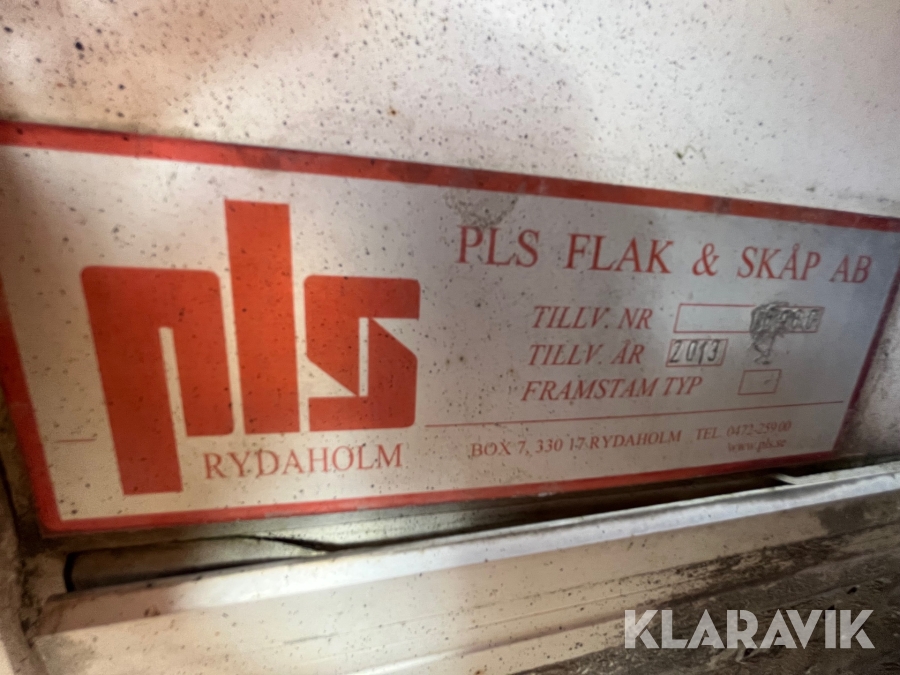 pls
RYDAHOLM
PLS FLAK & SKÅP AB
TILLV. NR
TILLV. ÅR 2013
FRAMSTAM TYP
BOX 7, 330 17 RYDAHOLM TEL. 0472-259 00
www.pls.se
KLARAVIK